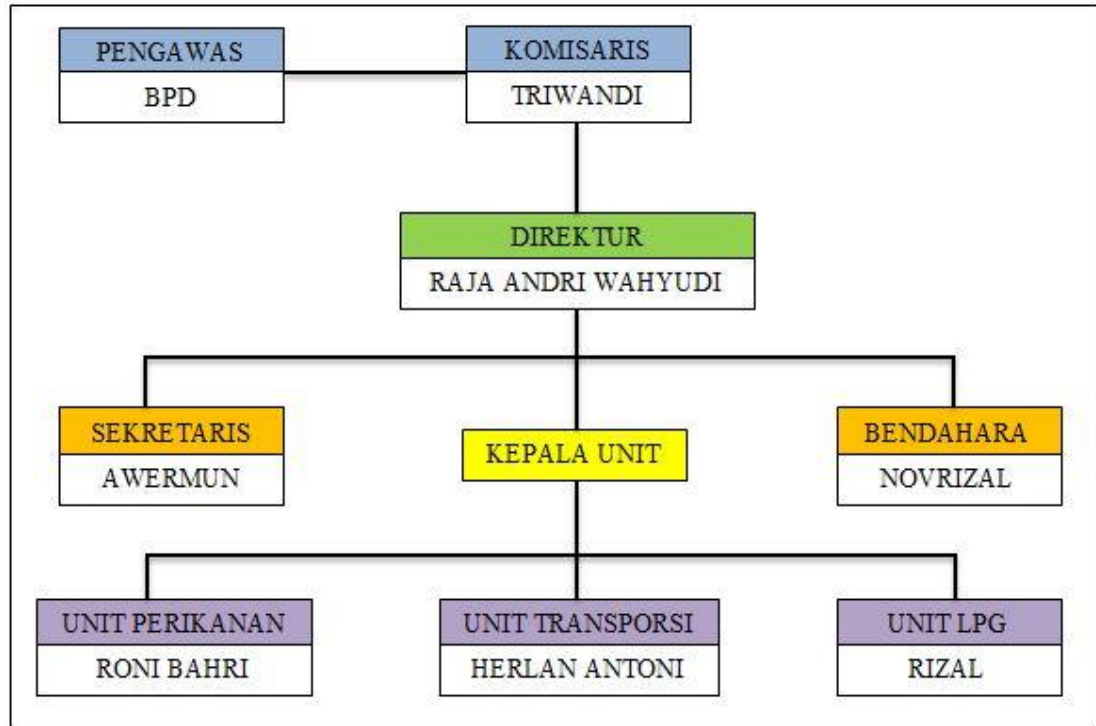 PENGAWAS
BPD
KOMISARIS
TRIWANDI
DIREKTUR
RAJA ANDRI WAHYUDI
SEKRETARIS
AWERMUN
KEPALA UNIT
BENDAHARA
NOVRIZAL
UNIT PERIKANAN
RONI BAHRI
UNIT TRANSPORSI
HERLAN ANTONI
UNIT LPG
RIZAL